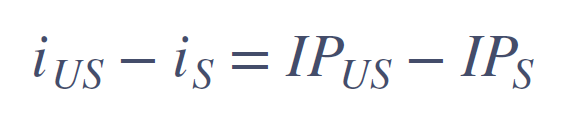 i_{US} − i_S = IP_{US} − IP_S